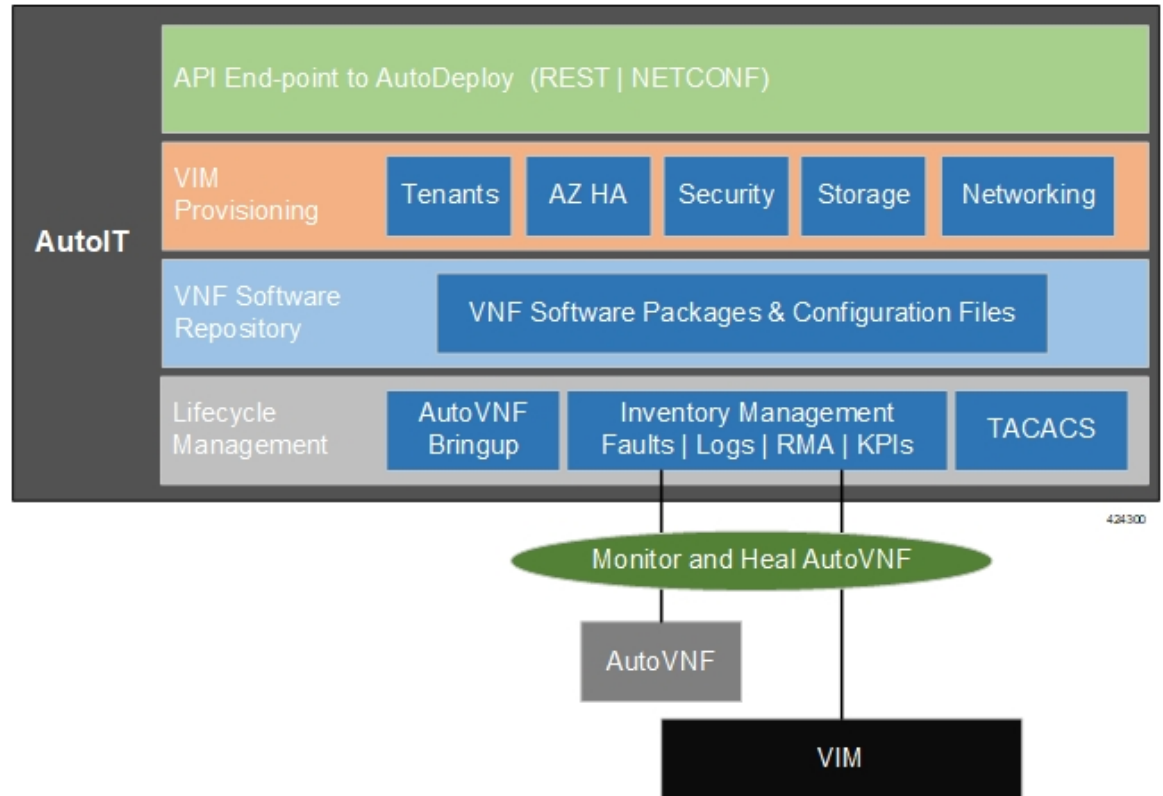 AutoIT
API End-point to AutoDeploy (REST | NETCONF)
VIM
Provisioning
Tenants
AZ HA
Security
Storage
Networking
VNF Software
Repository
VNF Software Packages & Configuration Files
Lifecycle
Management
AutoVNF
Bringup
Inventory Management
Faults | Logs | RMA | KPIs
TACACS
424300
Monitor and Heal AutoVNF
AutoVNF
VIM